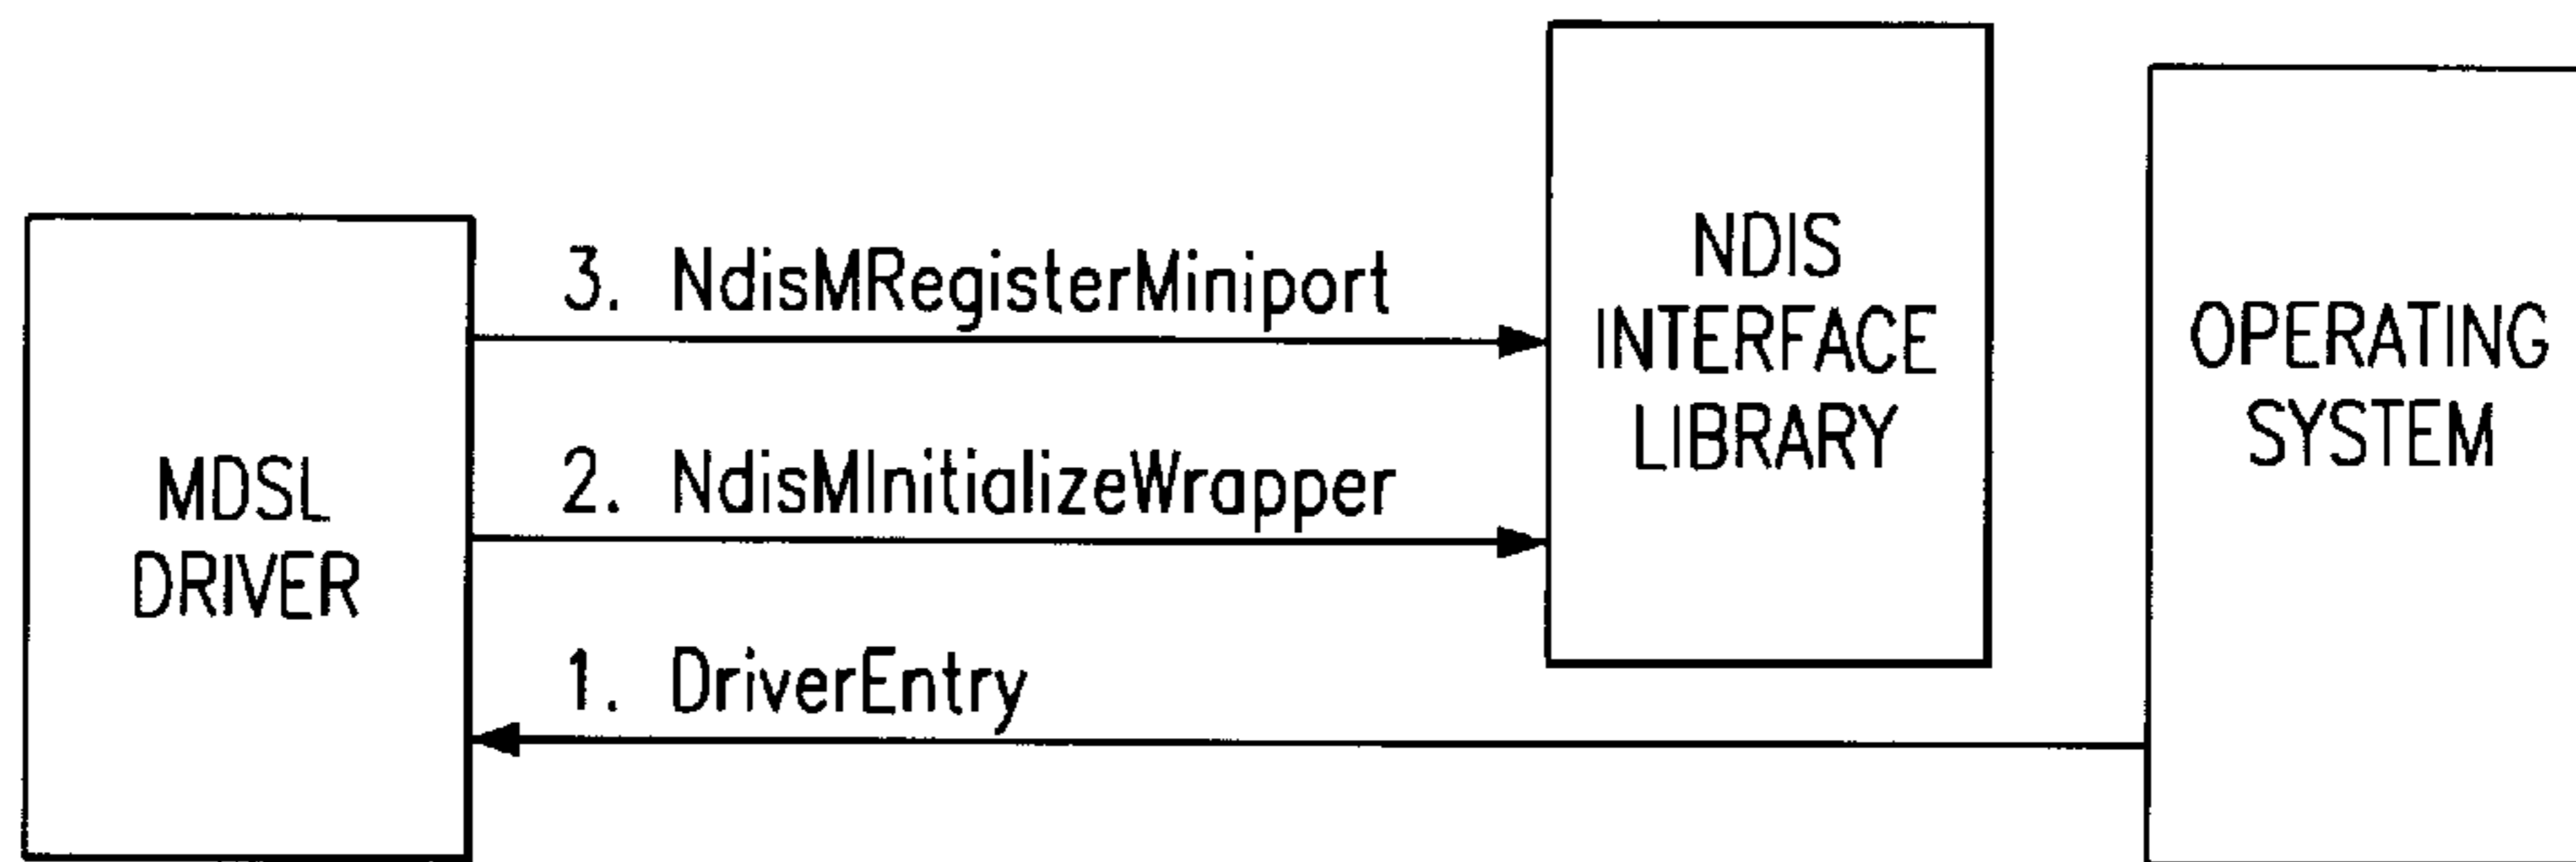 MDSL
DRIVER
3. NdisMRegisterMiniport
2. NdisMInitializeWrapper
1. DriverEntry
NDIS
INTERFACE
LIBRARY
OPERATING
SYSTEM